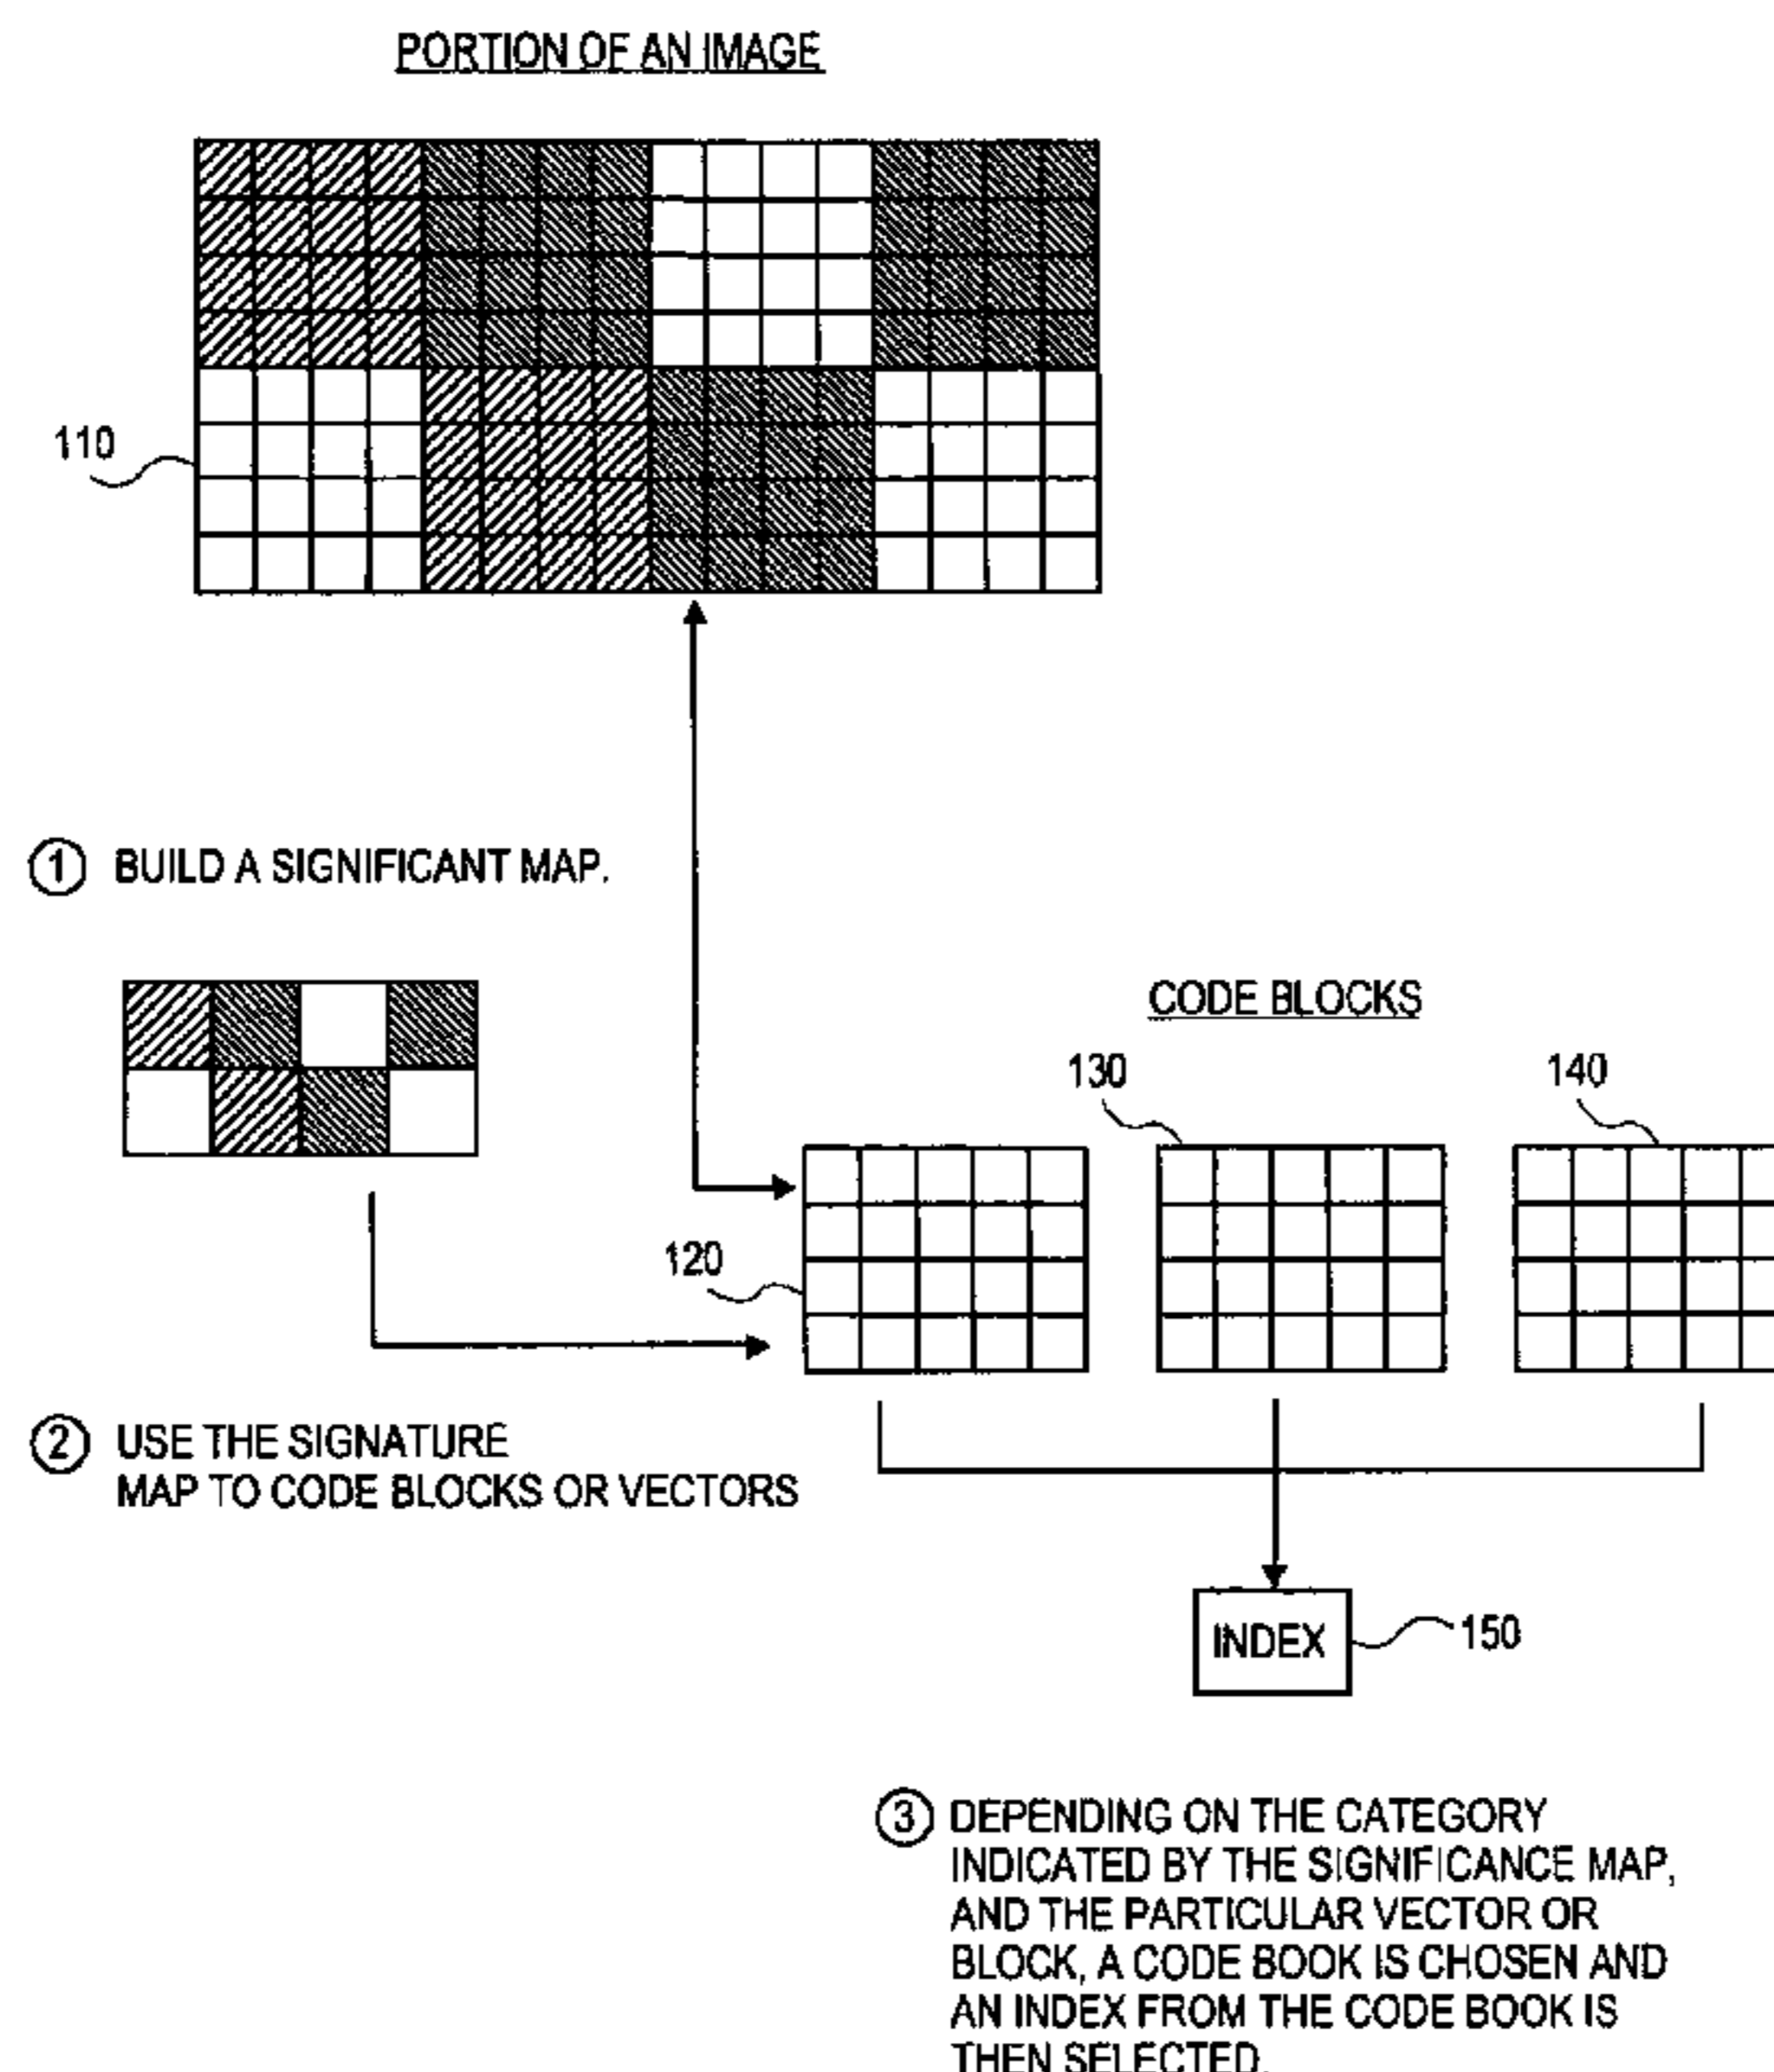 PORTION OF AN IMAGE
110
① BUILD A SIGNIFICANT MAP.
CODE BLOCKS
130
140
120
② USE THE SIGNATURE
MAP TO CODE BLOCKS OR VECTORS
INDEX
150
③ DEPENDING ON THE CATEGORY
INDICATED BY THE SIGNIFICANCE MAP,
AND THE PARTICULAR VECTOR OR
BLOCK, A CODE BOOK IS CHOSEN AND
AN INDEX FROM THE CODE BOOK IS
THEN SELECTED.